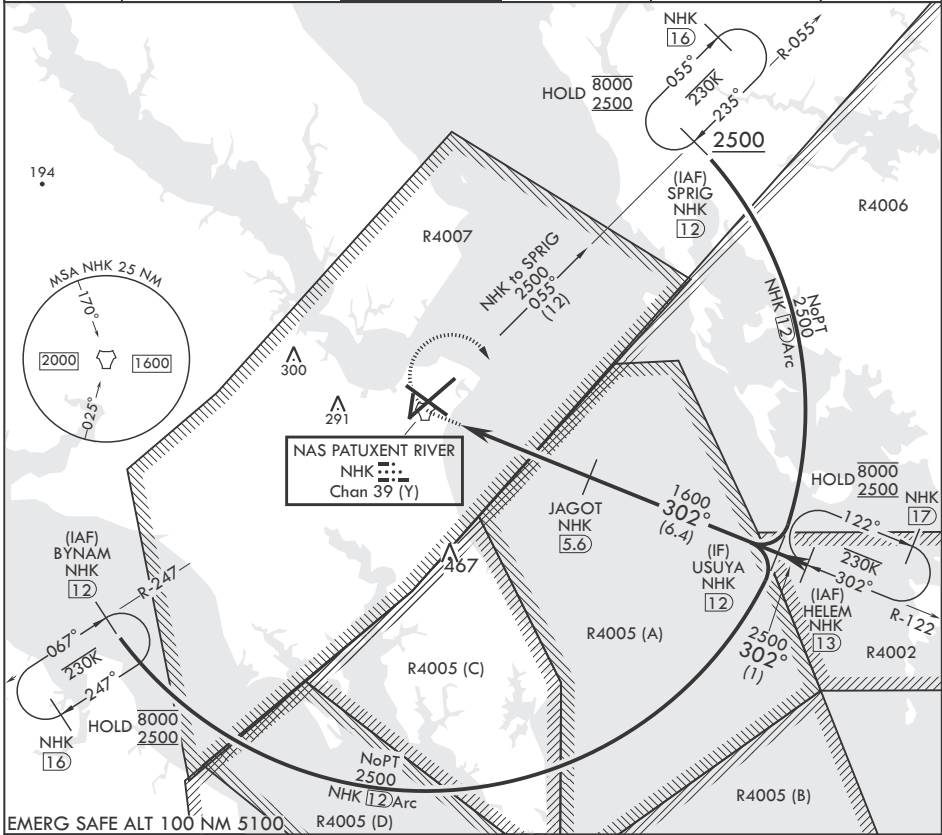 NHK
16
R-055
055°
230K
235°
HOLD 8000
2500
2500
(IAF)
SPRIG
NHK
12
194
R4006
R4007
MSA NHK 25 NM
170°
2000
1600
025°
NHK to SPRIG
2500
055°
(12)
NoPT
2500
NHK 12 Arc
300
291
NAS PATUXENT RIVER
NHK
Chan 39 (Y)
JAGOT
NHK
5.6
1600
302°
(6.4)
HOLD 8000
2500
NHK
17
122°
230K
302°
R-122
(IF)
USUYA
NHK
12
(IAF)
HELEM
NHK
13
2500
302°
(1)
R4002
467
(IAF)
BYNAM
NHK
12
R-247
067°
230K
247°
HOLD 8000
2500
NHK
16
R4005 (A)
R4005 (C)
NoPT
2500
NHK 12 Arc
R4005 (B)
R4005 (D)
EMERG SAFE ALT 100 NM 5100